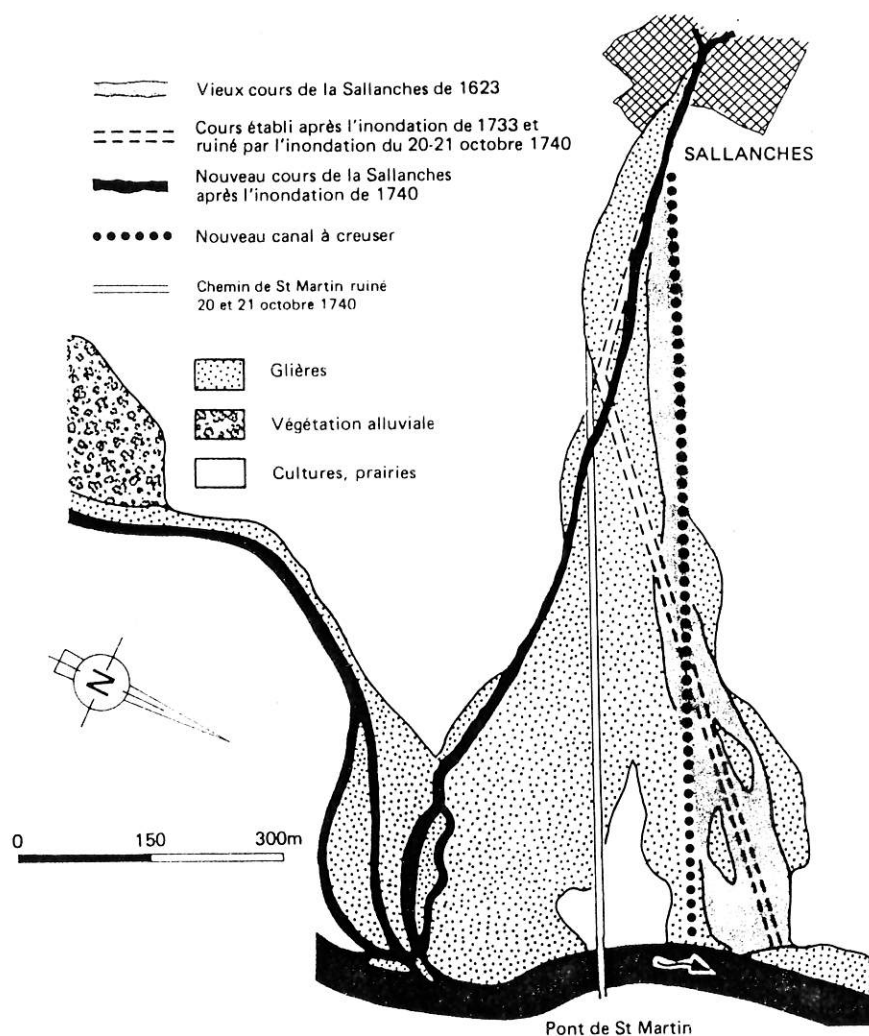 Vieux cours de la Sallanches de 1623
Cours établi après l'inondation de 1733 et
ruiné par l'inondation du 20-21 octobre 1740
Nouveau cours de la Sallanches
après l'inondation de 1740
Nouveau canal à creuser
Chemin de St Martin ruiné
20 et 21 octobre 1740
Glières
Végétation alluviale
Cultures, prairies
SALLANCHES
N
0 150 300m
Pont de St Martin